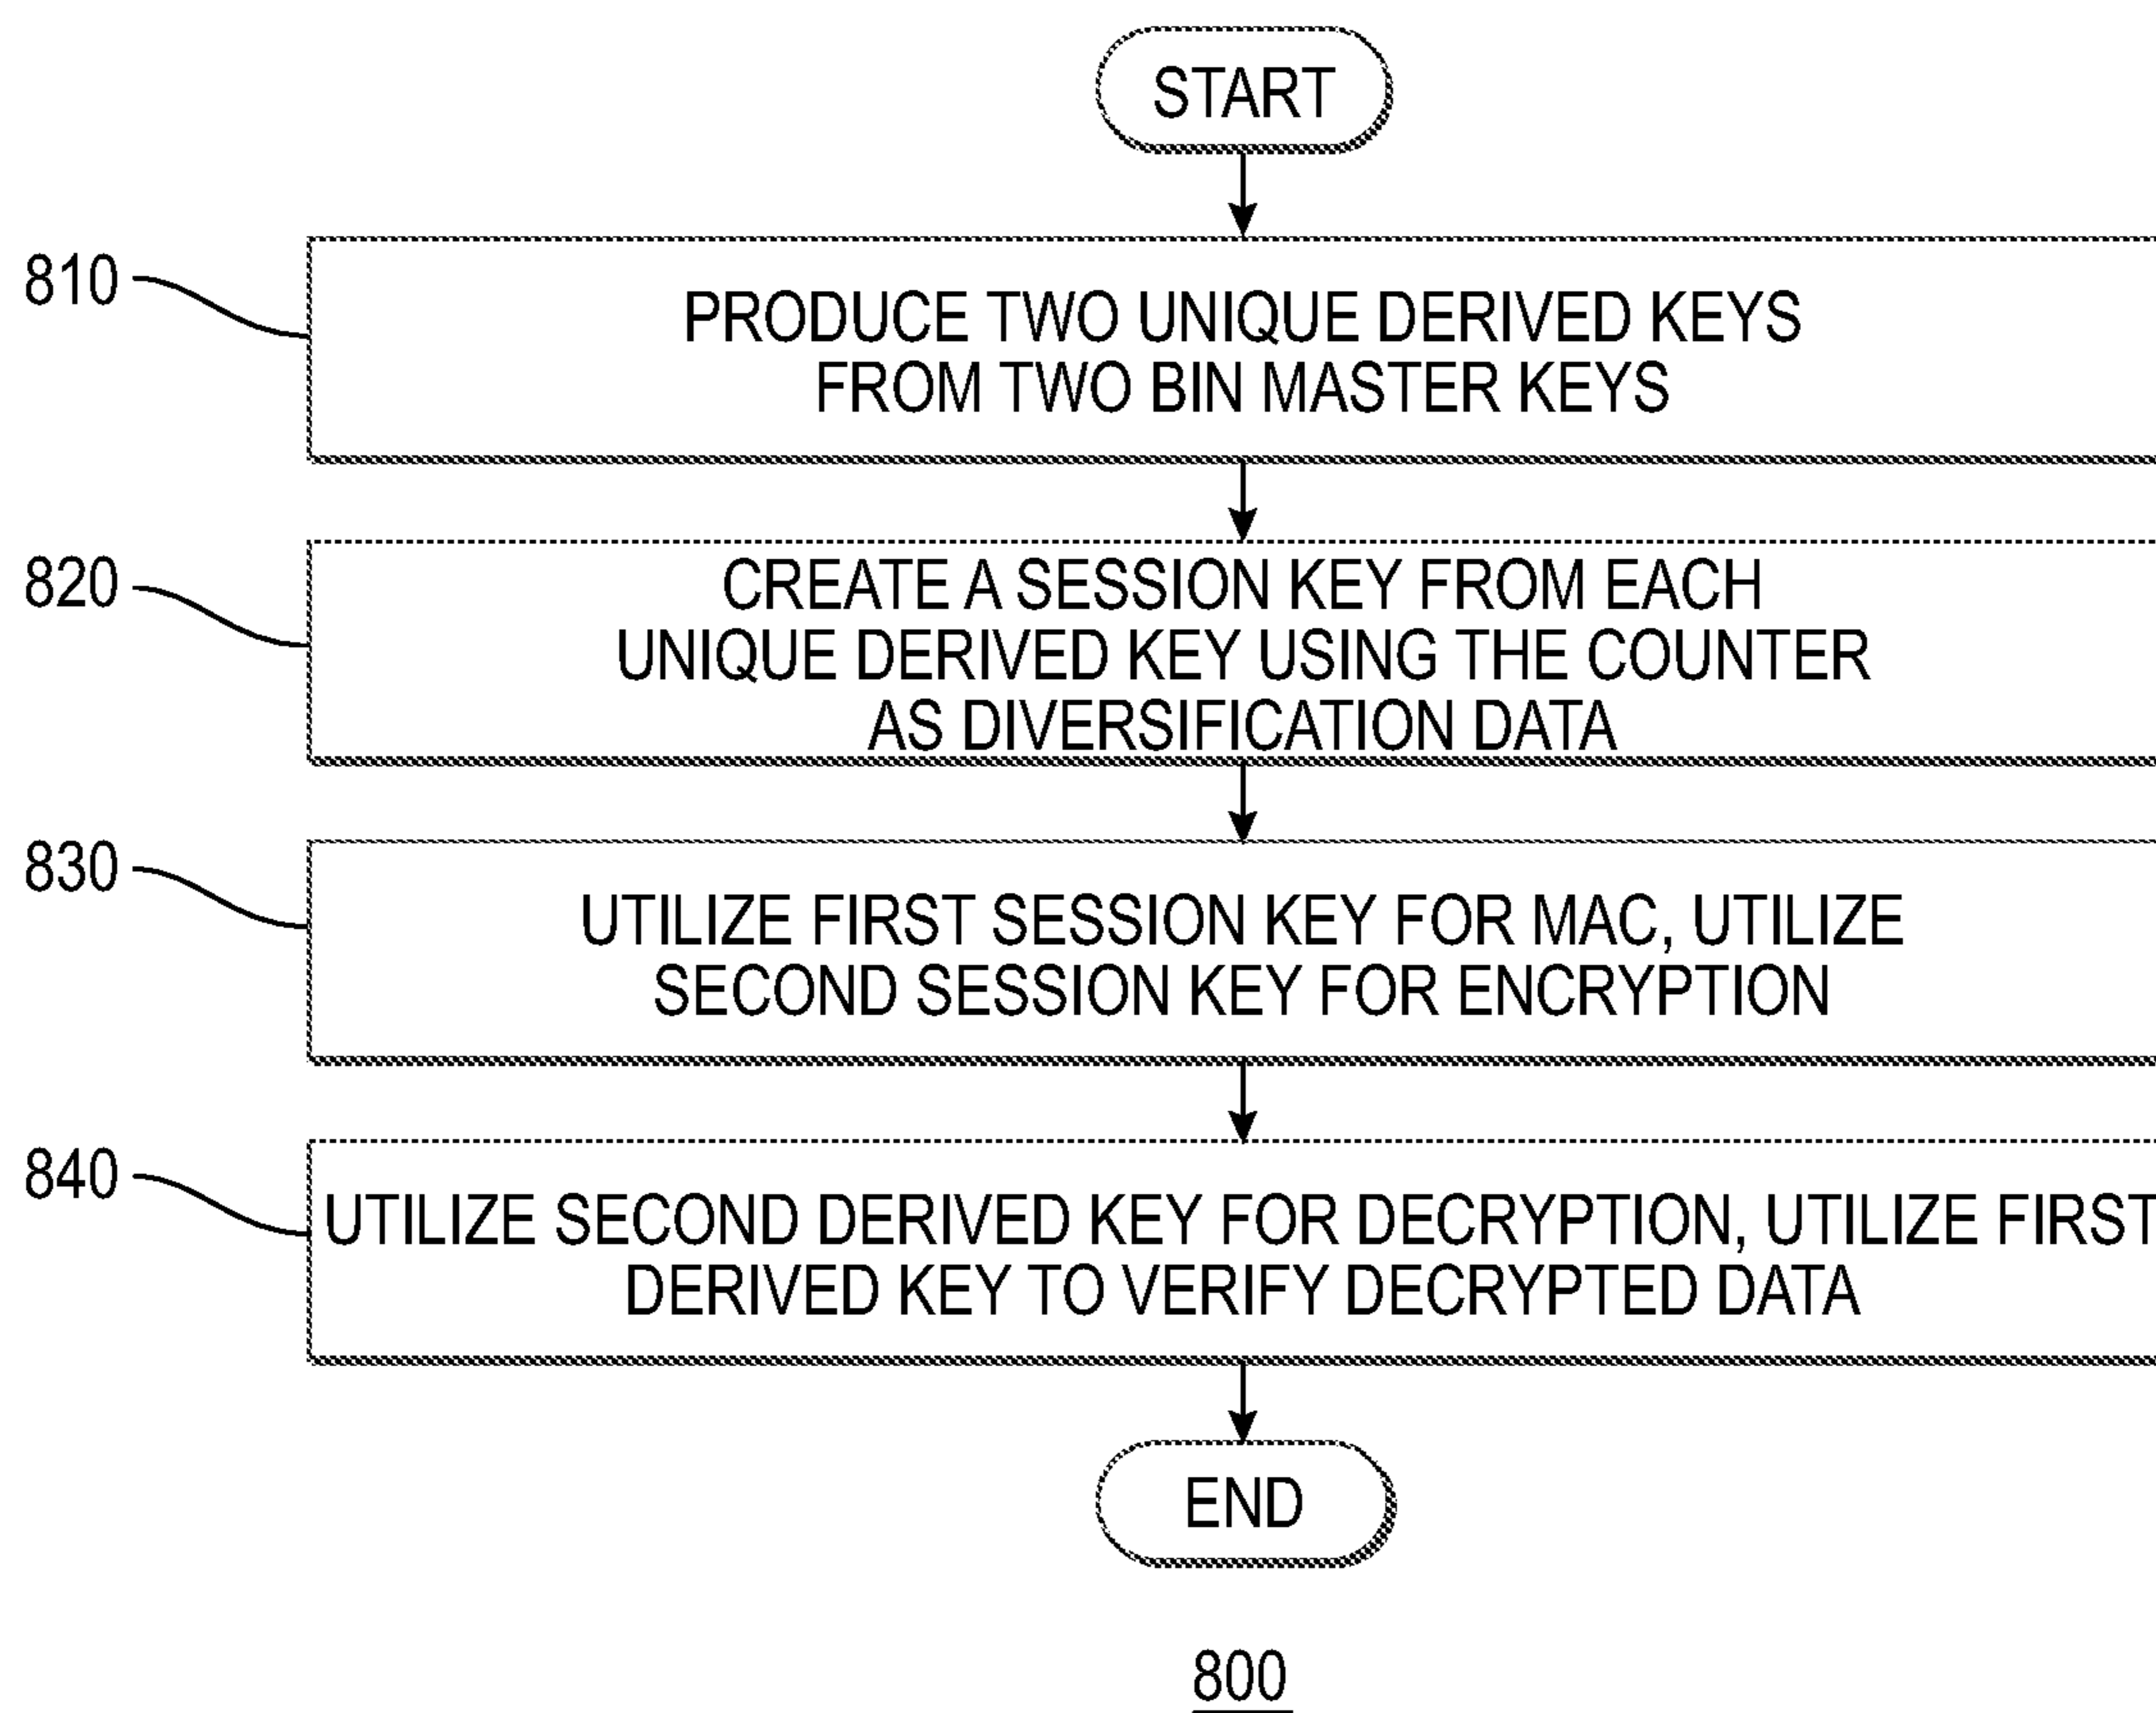 START
810
PRODUCE TWO UNIQUE DERIVED KEYS
FROM TWO BIN MASTER KEYS
820
CREATE A SESSION KEY FROM EACH
UNIQUE DERIVED KEY USING THE COUNTER
AS DIVERSIFICATION DATA
830
UTILIZE FIRST SESSION KEY FOR MAC, UTILIZE
SECOND SESSION KEY FOR ENCRYPTION
840
UTILIZE SECOND DERIVED KEY FOR DECRYPTION, UTILIZE FIRST
DERIVED KEY TO VERIFY DECRYPTED DATA
END
800